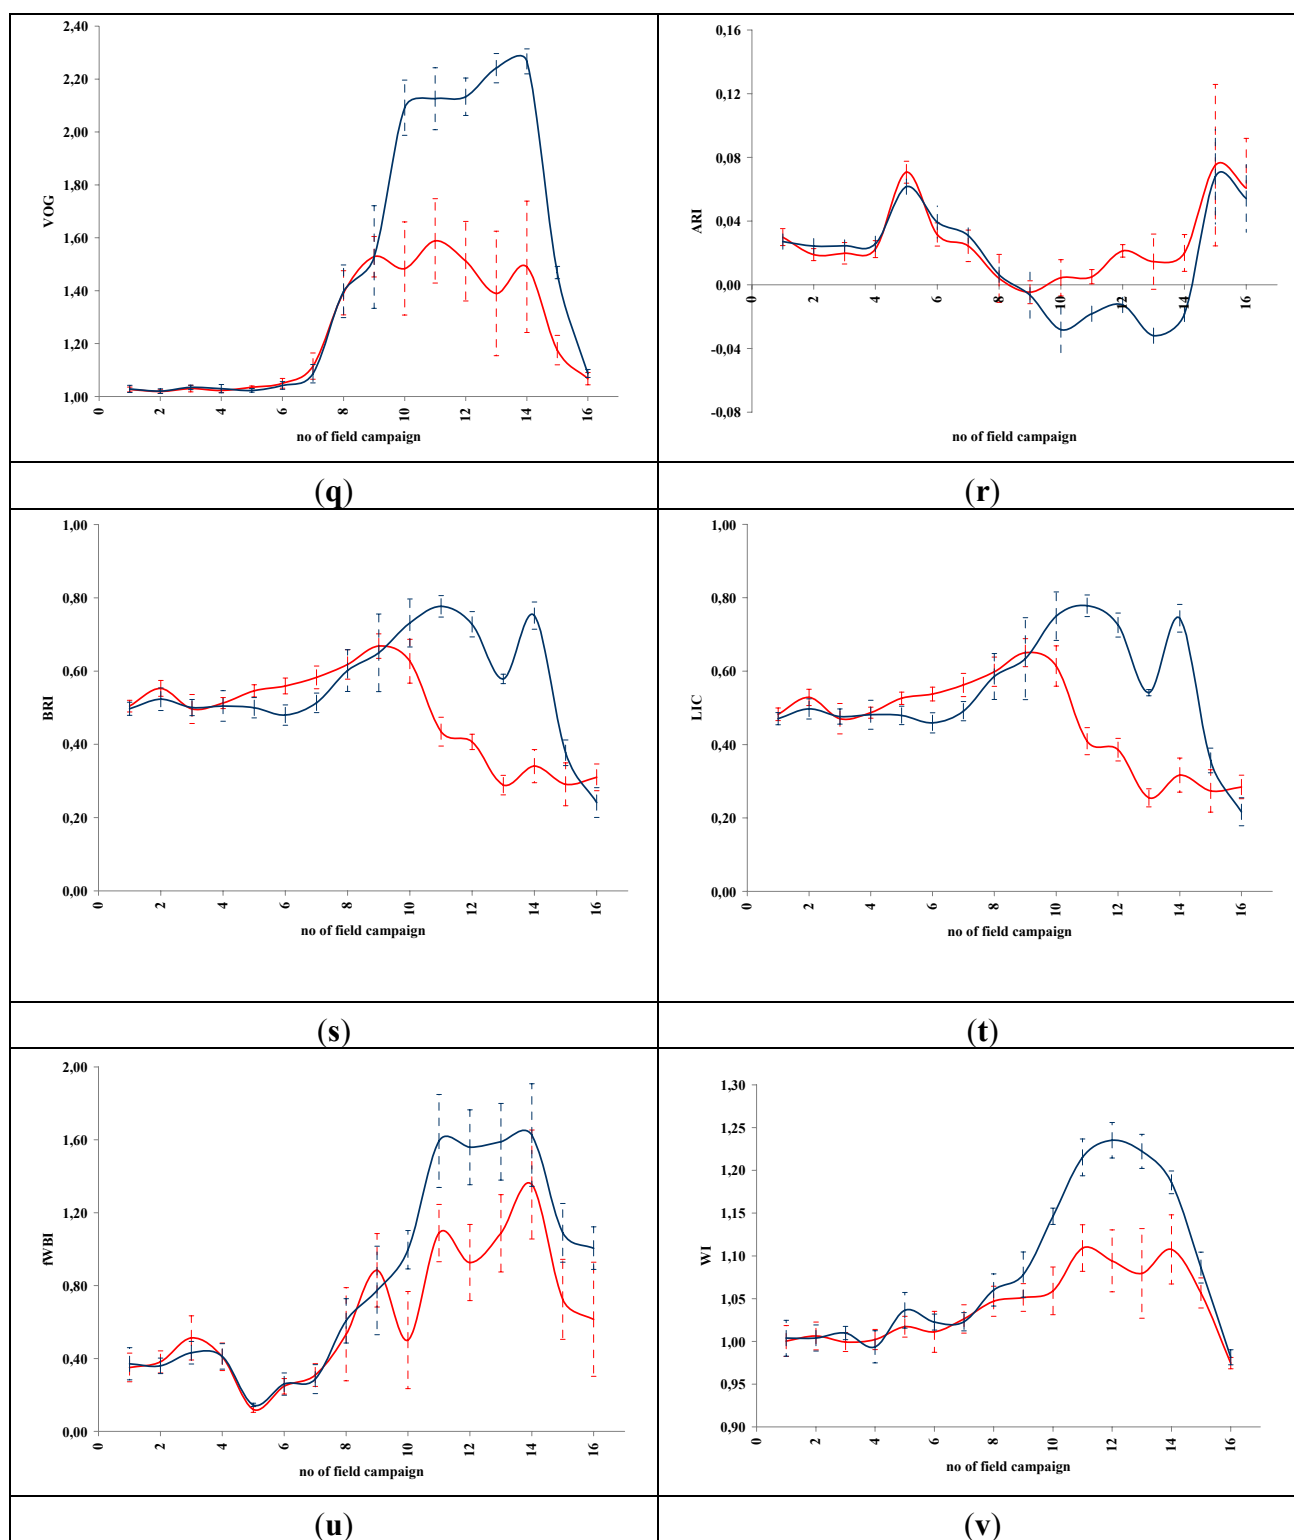 2,40
2,20
2,00
1,80
1,60
1,40
1,20
1,00
VOG
0 2 4 6 8 10 12 14 16
no of field campaign
(q)
0,16
0,12
0,08
0,04
0,00
-0,04
-0,08
ARI
0 2 4 6 8 10 12 14 16
no of field campaign
(r)
1,00
0,80
0,60
0,40
0,20
0,00
BRI
0 2 4 6 8 10 12 14 16
no of field campaign
(s)
1,00
0,80
0,60
0,40
0,20
0,00
LIC
0 2 4 6 8 10 12 14 16
no of field campaign
(t)
2,00
1,60
1,20
0,80
0,40
0,00
fWBI
0 2 4 6 8 10 12 14 16
no of field campaign
(u)
1,30
1,25
1,20
1,15
1,10
1,05
1,00
0,95
0,90
WI
0 2 4 6 8 10 12 14 16
no of field campaign
(v)